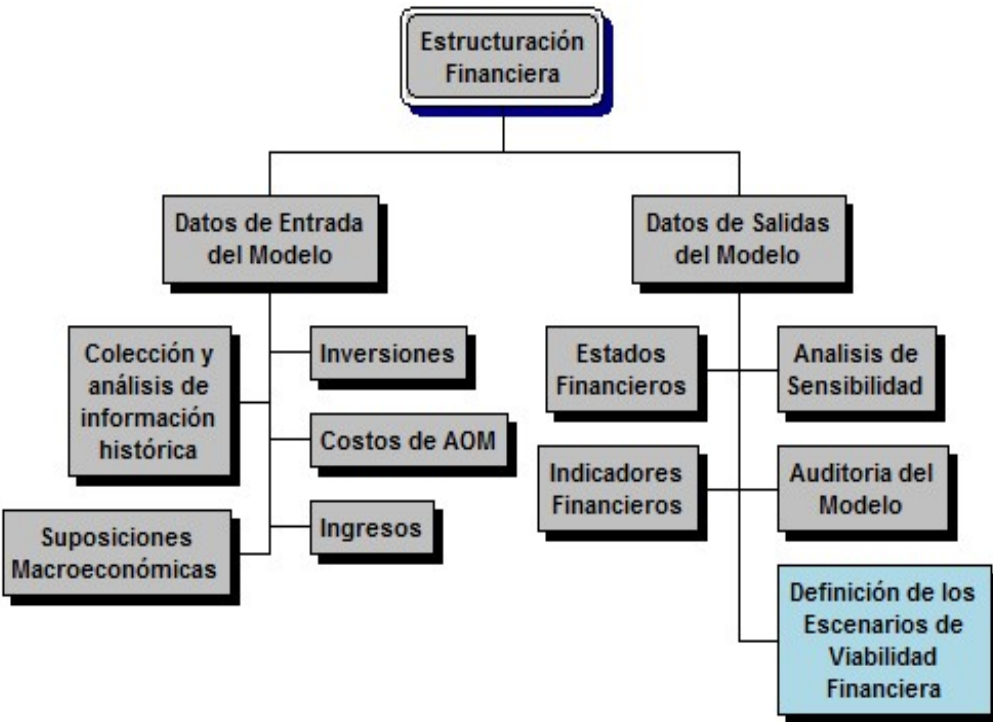 Estructuración
Financiera
Datos de Entrada
del Modelo
Datos de Salidas
del Modelo
Colección y
análisis de
información
histórica
Inversiones
Costos de AOM
Ingresos
Suposiciones
Macroeconómicas
Estados
Financieros
Analisis de
Sensibilidad
Indicadores
Financieros
Auditoria del
Modelo
Definición de los
Escenarios de
Viabilidad
Financiera